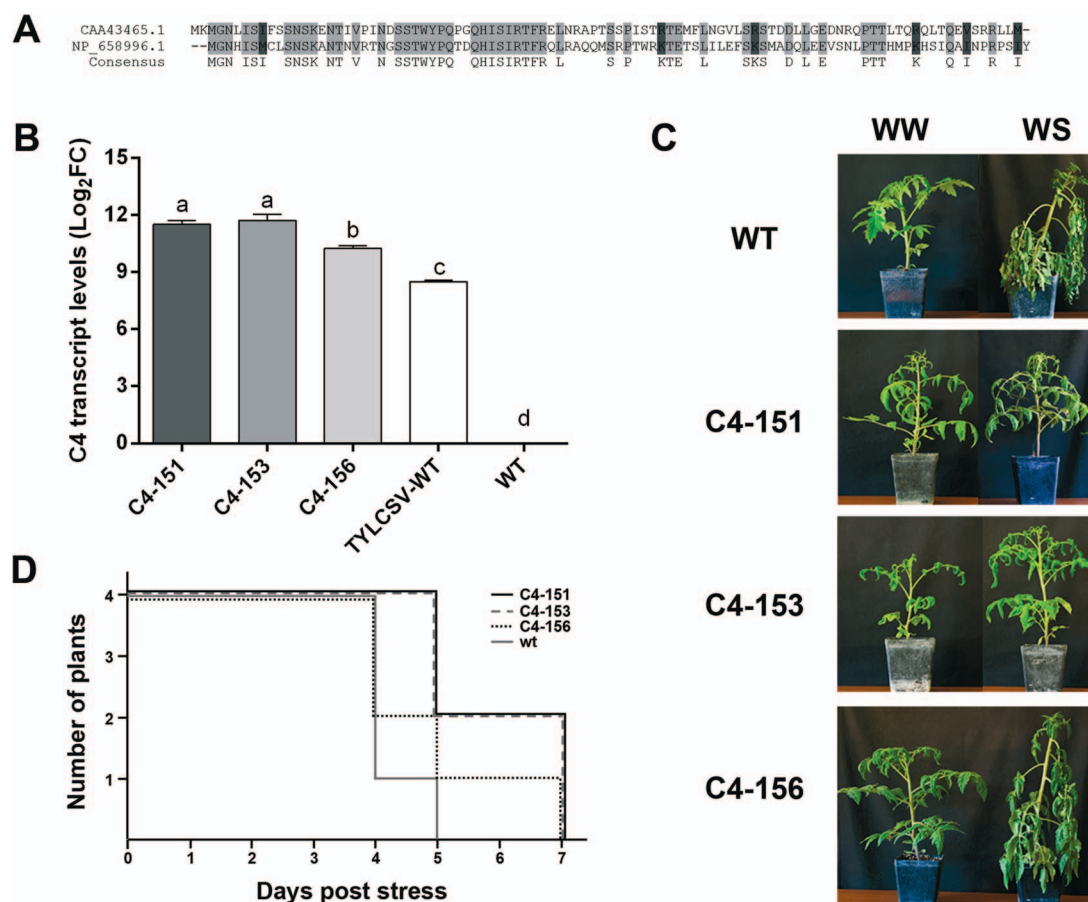 A
CAA43465.1 MKMGNLISIFSSNSKENTIVPINDSSTWYPQPGQHISIRTFRELNRAPTSSPISTRTEMFLNGVLSRSTDDLLGEDNRQPTTLTQRQLTQEVSRRLLM-
NP_658996.1 --MGNHISMCLSNSKANTNVRTNGSSTWYPQTDQHISIRTFRQLRAQQMSRPTWRKTETSLILEFSKSMADQLEEVSNLPTTHMPKHSIQAINPRPSIY
Consensus MGN ISI SNSK NT V N SSTWYPQ QHISIRTFR L S P KTE L SKS D L E PTT K Q I R I
B
C4 transcript levels (Log2FC)
15
12
9
6
3
0
a
a
b
c
d
C4-151
C4-153
C4-156
TYLCSV-WT
WT
C
WW WS
WT
C4-151
C4-153
C4-156
D
Number of plants
4
3
2
1
C4-151
C4-153
C4-156
wt
0 1 2 3 4 5 6 7
Days post stress